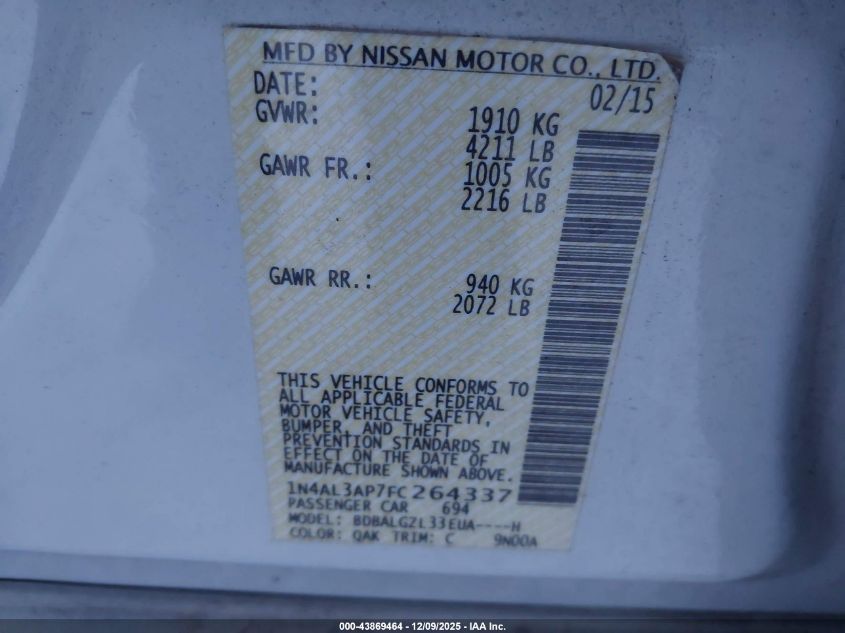 MFD BY NISSAN MOTOR CO., LTD.
DATE: 02/15
GVWR: 1910 KG
4211 LB
GAWR FR.: 1005 KG
2216 LB
GAWR RR.: 940 KG
2072 LB
THIS VEHICLE CONFORMS TO
ALL APPLICABLE FEDERAL
MOTOR VEHICLE SAFETY,
BUMPER, AND THEFT
PREVENTION STANDARDS IN
EFFECT ON THE DATE OF
MANUFACTURE SHOWN ABOVE.
1N4AL3AP7FC264337
PASSENGER CAR 694
MODEL: BDBALGZL33EUA----H
COLOR: QAK TRIM: C 9N00A
000-43869464 - 12/09/2025 - IAA Inc.